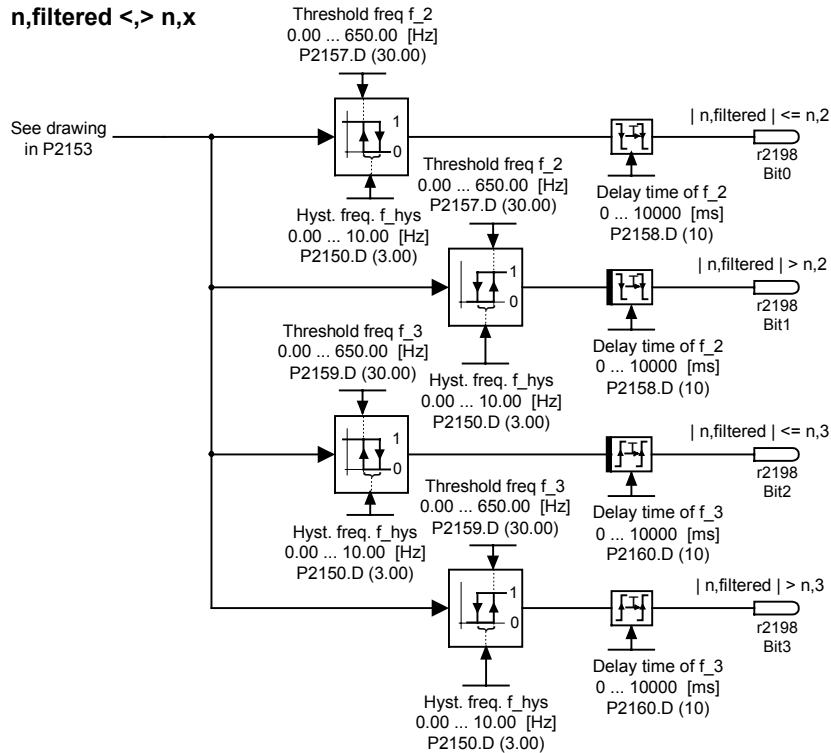 n,filtered <,> n,x
Threshold freq f_2
0.00 ... 650.00 [Hz]
P2157.D (30.00)
See drawing
in P2153
1
0
| n,filtered | <= n,2
r2198
Bit0
T
Delay time of f_2
0 ... 10000 [ms]
P2158.D (10)
Hyst. freq. f_hys
0.00 ... 10.00 [Hz]
P2150.D (3.00)
Threshold freq f_2
0.00 ... 650.00 [Hz]
P2157.D (30.00)
1
0
| n,filtered | > n,2
r2198
Bit1
T
Delay time of f_2
0 ... 10000 [ms]
P2158.D (10)
Hyst. freq. f_hys
0.00 ... 10.00 [Hz]
P2150.D (3.00)
Threshold freq f_3
0.00 ... 650.00 [Hz]
P2159.D (30.00)
1
0
| n,filtered | <= n,3
r2198
Bit2
T
Delay time of f_3
0 ... 10000 [ms]
P2160.D (10)
Hyst. freq. f_hys
0.00 ... 10.00 [Hz]
P2150.D (3.00)
Threshold freq f_3
0.00 ... 650.00 [Hz]
P2159.D (30.00)
1
0
| n,filtered | > n,3
r2198
Bit3
T
Delay time of f_3
0 ... 10000 [ms]
P2160.D (10)
Hyst. freq. f_hys
0.00 ... 10.00 [Hz]
P2150.D (3.00)